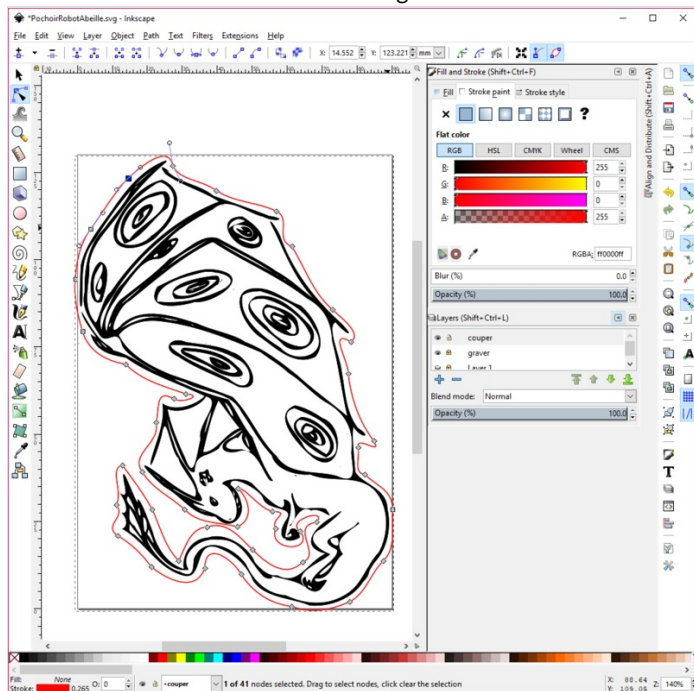 *PochoirRobotAbeille.svg - Inkscape
File Edit View Layer Object Path Text Filters Extensions Help
X: 14.552 Y: 123.221 mm
Fill and Stroke (Shift+Ctrl+F)
Fill Stroke paint Stroke style
?
Flat color
RGB HSL CMYK Wheel CMS
R: 255
G: 0
B: 0
A: 255
RGBA: ff0000ff
Blur (%) 0.0
Opacity (%) 100.0
Layers (Shift+Ctrl+L)
couper
graver
Layer 1
Blend mode: Normal
Opacity (%) 100.0
Align and Distribute (Shift+Ctrl+A)
Fill: None
Stroke: 0.265 O: 0 •couper 1 of 41 nodes selected. Drag to select nodes, click clear the selection
X: Y: Z: 140%